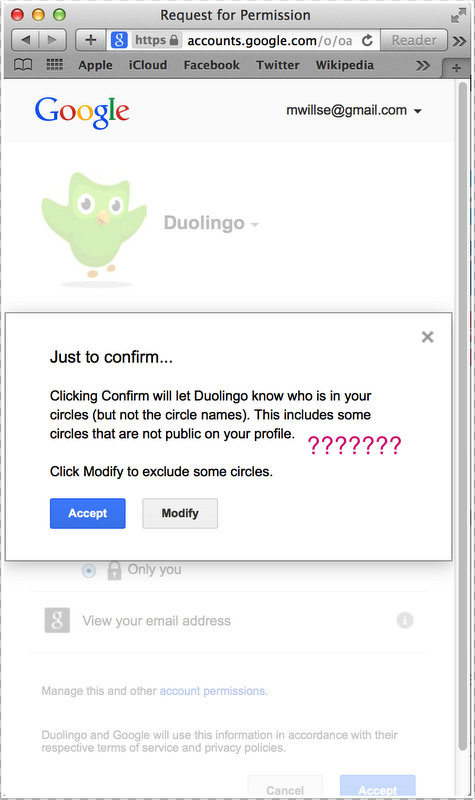 Request for Permission
https accounts.google.com/o/oa Reader
Apple iCloud Facebook Twitter Wikipedia
Google mwillse@gmail.com
Duolingo
Just to confirm...
Clicking Confirm will let Duolingo know who is in your
circles (but not the circle names). This includes some
circles that are not public on your profile.
???????
Click Modify to exclude some circles.
Accept Modify
Only you
View your email address
Manage this and other account permissions.
Duolingo and Google will use this information in accordance with their
respective terms of service and privacy policies.
Cancel Accept